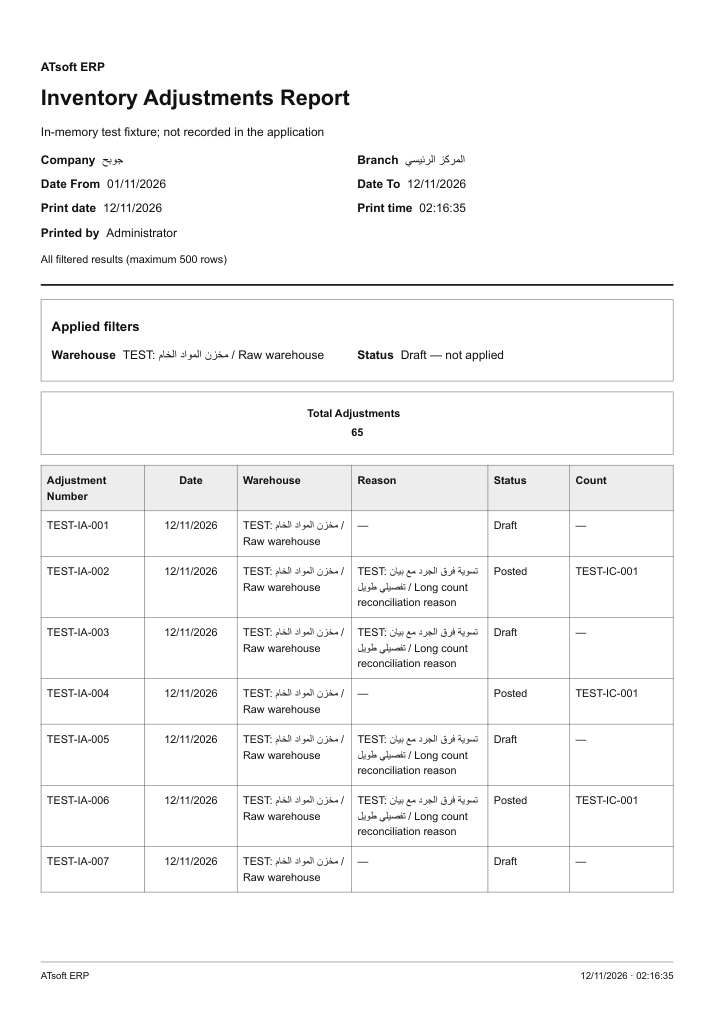 ATsoft ERP
Inventory Adjustments Report
In-memory test fixture; not recorded in the application
Company جويح
Branch المركز الرئيسي
Date From 01/11/2026
Date To 12/11/2026
Print date 12/11/2026
Print time 02:16:35
Printed by Administrator
All filtered results (maximum 500 rows)
Applied filters
Warehouse TEST: مخزن المواد الخام / Raw warehouse
Status Draft — not applied
Total Adjustments
65
Adjustment Number | Date | Warehouse | Reason | Status | Count
TEST-IA-001 | 12/11/2026 | TEST: مخزن المواد الخام / Raw warehouse | — | Draft | —
TEST-IA-002 | 12/11/2026 | TEST: مخزن المواد الخام / Raw warehouse | TEST: تسوية فرق الجرد مع بيان تفصيلي طويل / Long count reconciliation reason | Posted | TEST-IC-001
TEST-IA-003 | 12/11/2026 | TEST: مخزن المواد الخام / Raw warehouse | TEST: تسوية فرق الجرد مع بيان تفصيلي طويل / Long count reconciliation reason | Draft | —
TEST-IA-004 | 12/11/2026 | TEST: مخزن المواد الخام / Raw warehouse | — | Posted | TEST-IC-001
TEST-IA-005 | 12/11/2026 | TEST: مخزن المواد الخام / Raw warehouse | TEST: تسوية فرق الجرد مع بيان تفصيلي طويل / Long count reconciliation reason | Draft | —
TEST-IA-006 | 12/11/2026 | TEST: مخزن المواد الخام / Raw warehouse | TEST: تسوية فرق الجرد مع بيان تفصيلي طويل / Long count reconciliation reason | Posted | TEST-IC-001
TEST-IA-007 | 12/11/2026 | TEST: مخزن المواد الخام / Raw warehouse | — | Draft | —
ATsoft ERP
12/11/2026 · 02:16:35